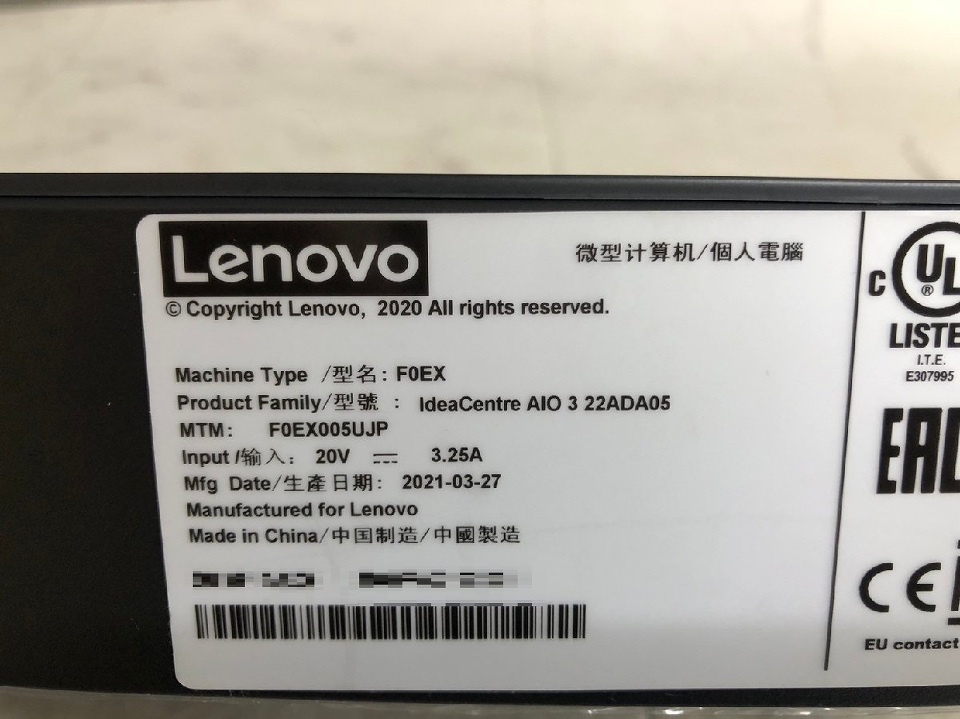 Lenovo
微型计算机/個人電腦
© Copyright Lenovo, 2020 All rights reserved.
Machine Type /型名: F0EX
Product Family/型號 : IdeaCentre AIO 3 22ADA05
MTM: F0EX005UJP
Input /输入: 20V ⎓ 3.25A
Mfg Date/生產日期: 2021-03-27
Manufactured for Lenovo
Made in China/中国制造/中國製造
C UL ®
LISTE
I.T.E.
E307995
EAC
CE
EU contact